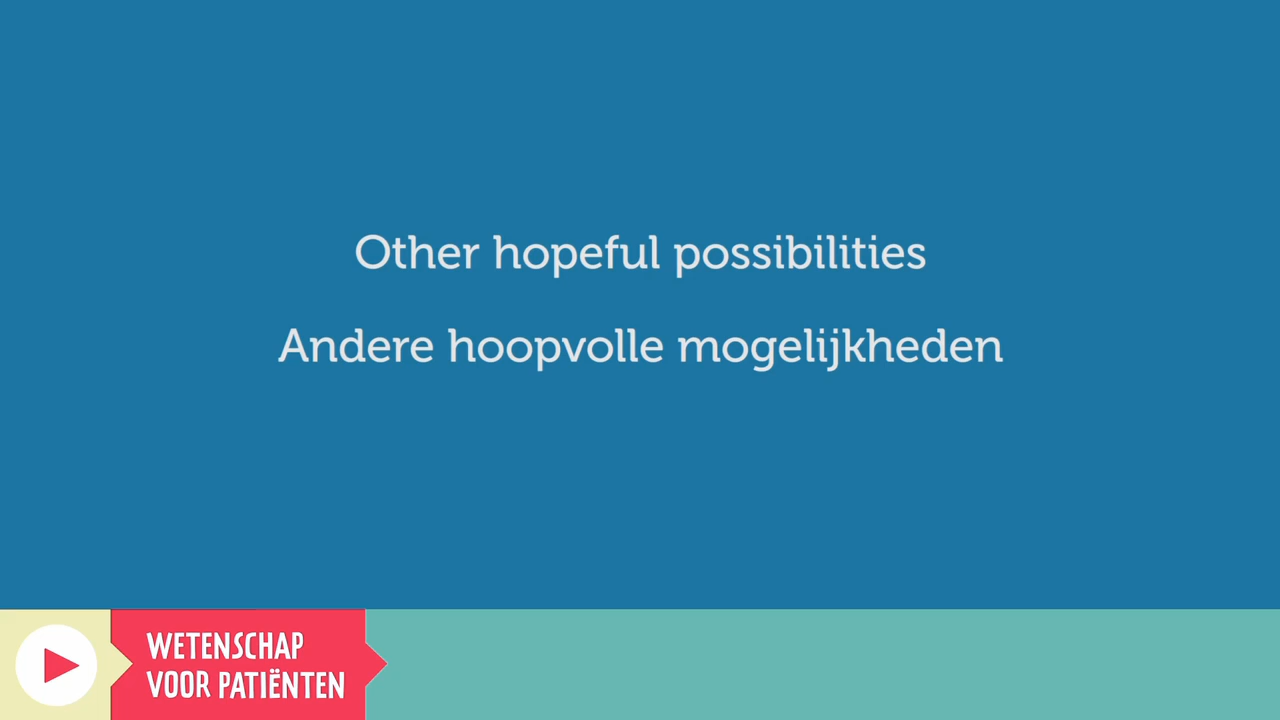 Other hopeful possibilities
Andere hoopvolle mogelijkheden
WETENSCHAP
VOOR PATIËNTEN